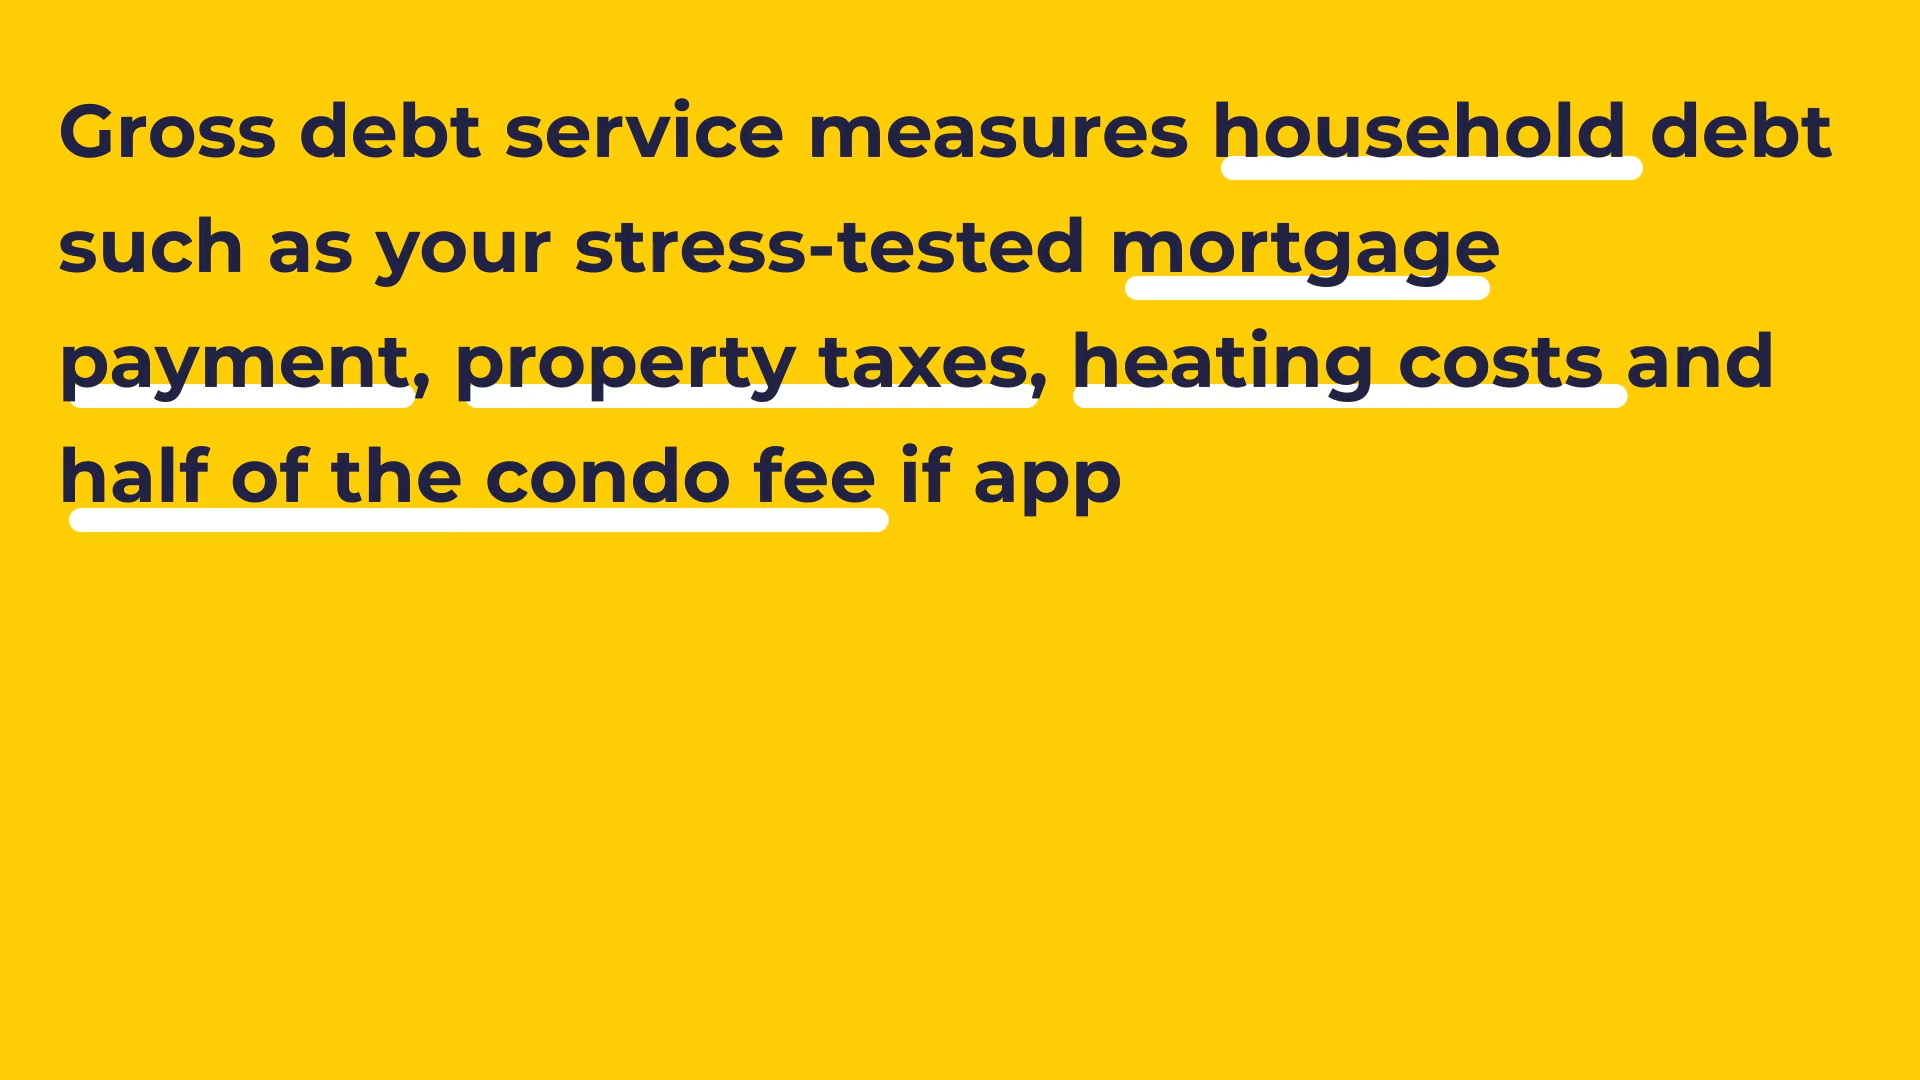 Gross debt service measures household debt
such as your stress-tested mortgage
payment, property taxes, heating costs and
half of the condo fee if app